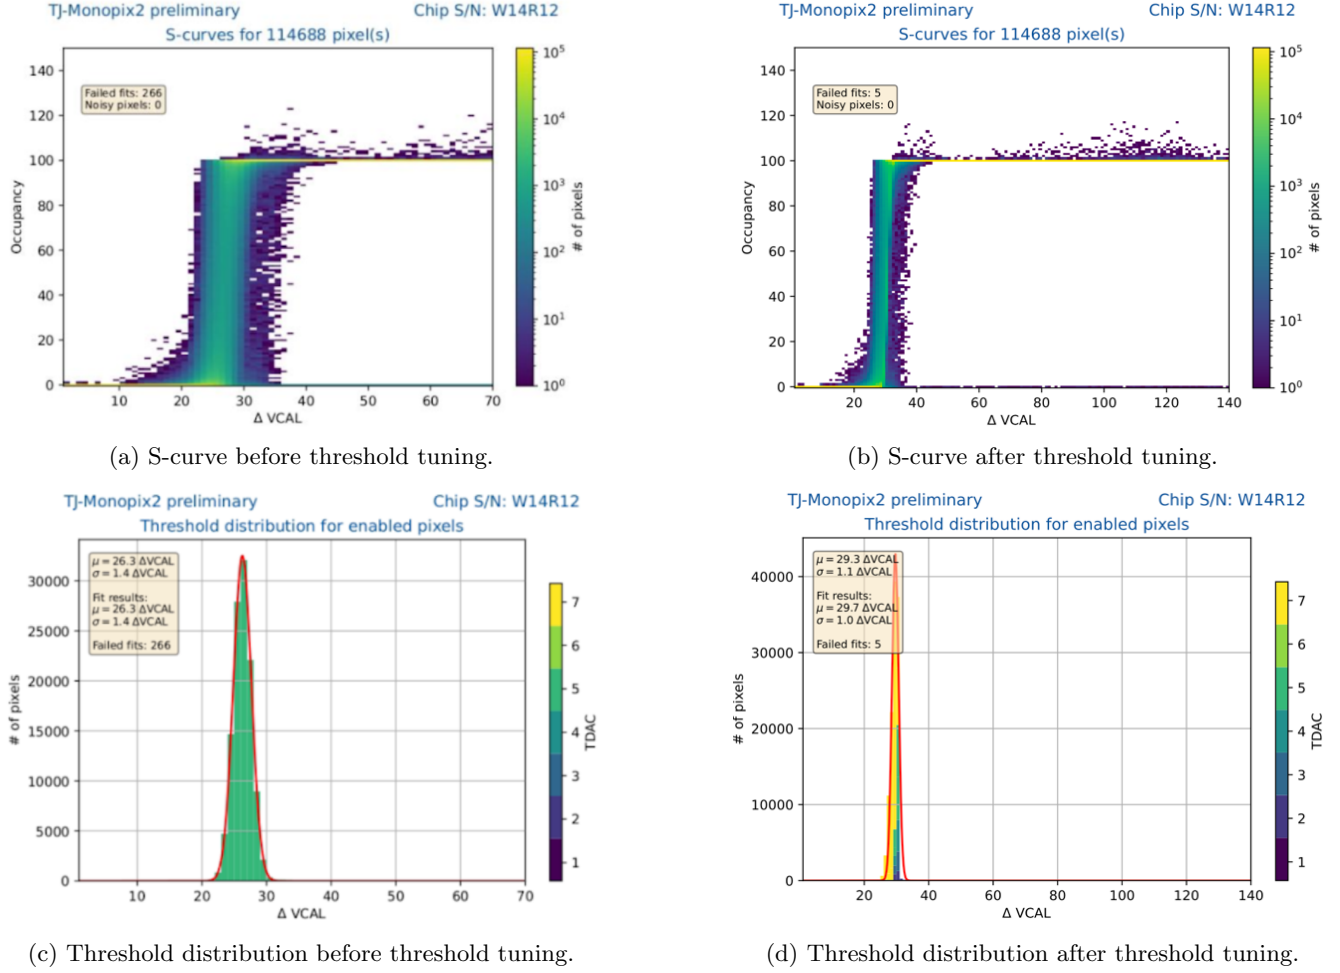 TJ-Monopix2 preliminary Chip S/N: W14R12
S-curves for 114688 pixel(s)
Failed fits: 266
Noisy pixels: 0
Occupancy
140
120
100
80
60
40
20
0
10 20 30 40 50 60 70
Δ VCAL
10^5
10^4
10^3
10^2
10^1
10^0
# of pixels
(a) S-curve before threshold tuning.
TJ-Monopix2 preliminary Chip S/N: W14R12
S-curves for 114688 pixel(s)
Failed fits: 5
Noisy pixels: 0
Occupancy
140
120
100
80
60
40
20
0
20 40 60 80 100 120 140
Δ VCAL
10^5
10^4
10^3
10^2
10^1
10^0
# of pixels
(b) S-curve after threshold tuning.
TJ-Monopix2 preliminary Chip S/N: W14R12
Threshold distribution for enabled pixels
μ = 26.3 ΔVCAL
σ = 1.4 ΔVCAL
Fit results:
μ = 26.3 ΔVCAL
σ = 1.4 ΔVCAL
Failed fits: 266
# of pixels
30000
25000
20000
15000
10000
5000
0
10 20 30 40 50 60 70
Δ VCAL
7
6
5
4
3
2
1
TDAC
(c) Threshold distribution before threshold tuning.
TJ-Monopix2 preliminary Chip S/N: W14R12
Threshold distribution for enabled pixels
μ = 29.3 ΔVCAL
σ = 1.1 ΔVCAL
Fit results:
μ = 29.7 ΔVCAL
σ = 1.0 ΔVCAL
Failed fits: 5
# of pixels
40000
30000
20000
10000
0
20 40 60 80 100 120 140
Δ VCAL
7
6
5
4
3
2
1
TDAC
(d) Threshold distribution after threshold tuning.